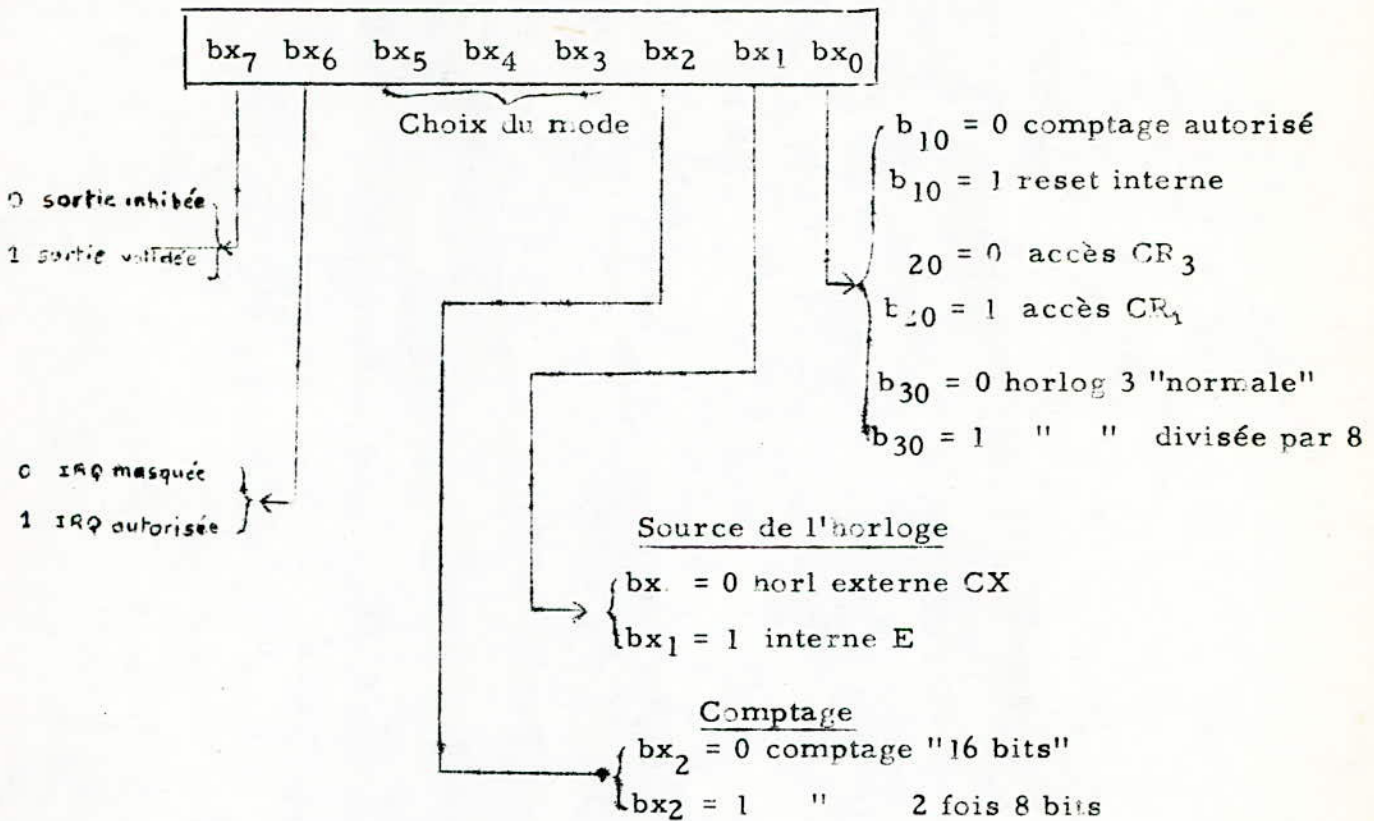 bx7 bx6 bx5 bx4 bx3 bx2 bx1 bx0
Choix du mode
b10 = 0 comptage autorisé
b10 = 1 reset interne
20 = 0 accès CR3
b20 = 1 accès CR1
b30 = 0 horlog 3 "normale"
b30 = 1 " " divisée par 8
0 sortie inhibée
1 sortie validée
0 IRQ masquée
1 IRQ autorisée
Source de l'horloge
bx = 0 horl externe CX
bx1 = 1 interne E
Comptage
bx2 = 0 comptage "16 bits"
bx2 = 1 " 2 fois 8 bits